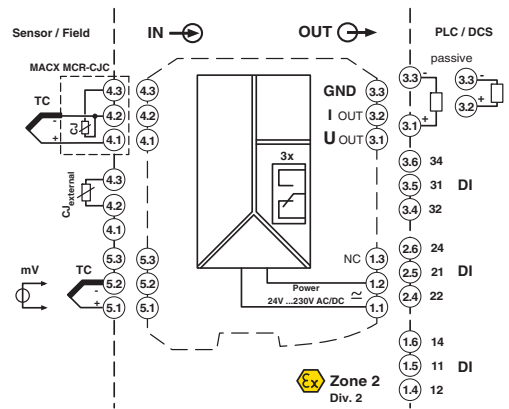 Sensor / Field
IN
OUT
PLC / DCS
MACX MCR-CJC
TC
-
+
CJ
4.3
4.2
4.1
4.3
4.2
4.1
GND 3.3
I OUT 3.2
U OUT 3.1
passive
3.3 -
3.1 +
3.3 -
3.2 +
CJexternal
4.3
4.2
4.1
3x
3.6 34
3.5 31 DI
3.4 32
mV
TC
-
+
5.3
5.2
5.1
5.3
5.2
5.1
NC 1.3
Power 1.2
24V ...230V AC/DC 1.1
2.6 24
2.5 21 DI
2.4 22
1.6 14
1.5 11 DI
1.4 12
Ex Zone 2
Div. 2